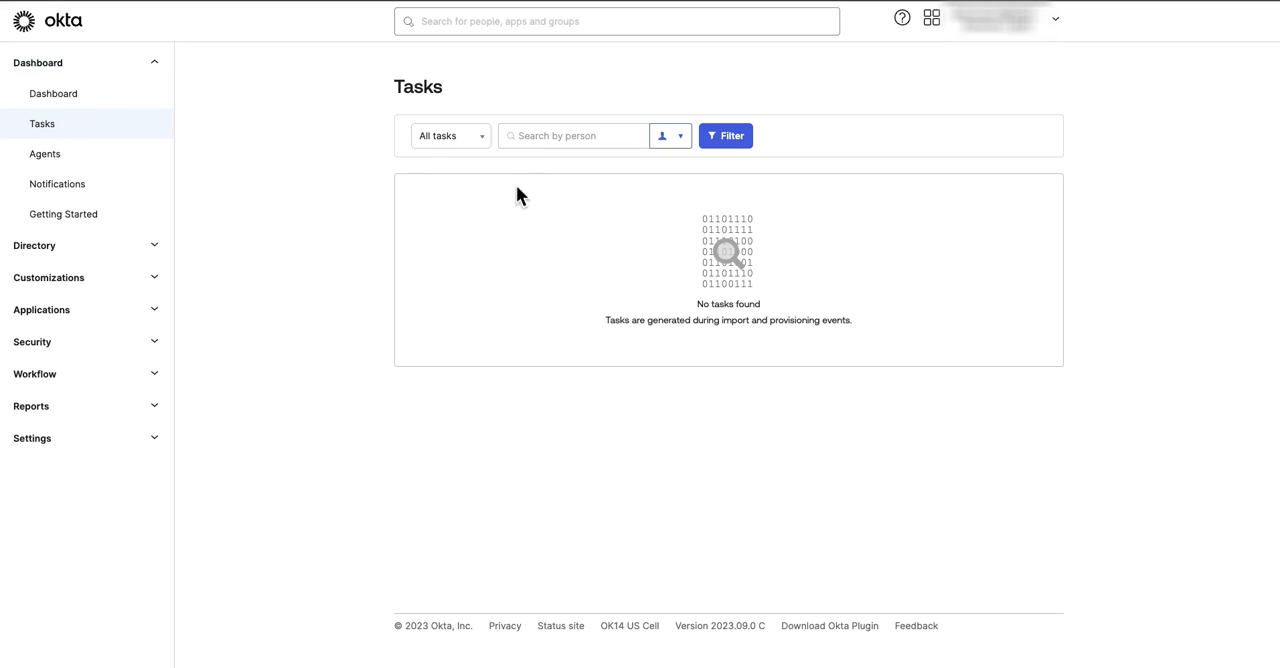 okta
Search for people, apps and groups
Dashboard
Dashboard
Tasks
Agents
Notifications
Getting Started
Directory
Customizations
Applications
Security
Workflow
Reports
Settings
Tasks
All tasks
Search by person
Filter
01101110
01101111
01101001
01101110
01100111
No tasks found
Tasks are generated during import and provisioning events.
© 2023 Okta, Inc. Privacy Status site OK14 US Cell Version 2023.09.0 C Download Okta Plugin Feedback